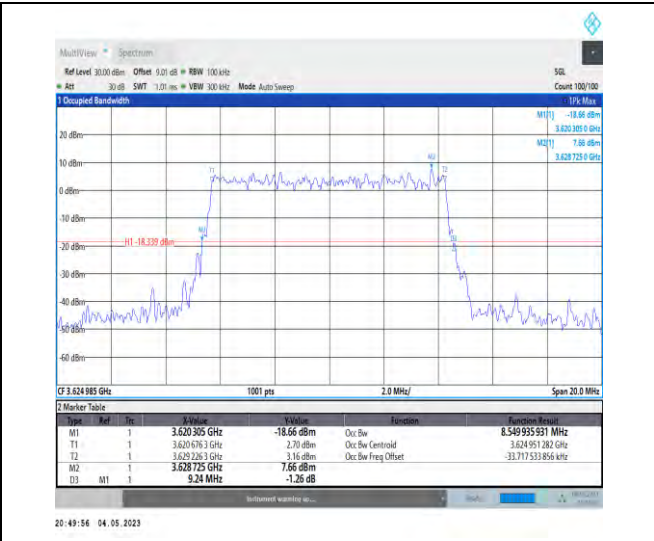 MultiView Spectrum
Ref Level 30.00 dBm Offset 9.01 dB RBW 100 kHz SGL
Att 30 dB SWT 1.01 ms VBW 300 kHz Mode Auto Sweep Count 100/100
1 Occupied Bandwidth 1Pk Max
M1[1] -18.66 dBm
3.620 305 0 GHz
M2[1] 7.66 dBm
3.628 725 0 GHz
20 dBm
10 dBm
M2
T1 T2
0 dBm
-10 dBm
H1 -18.339 dBm
-20 dBm
-30 dBm
-40 dBm
-50 dBm
-60 dBm
CF 3.624 985 GHz 1001 pts 2.0 MHz/ Span 20.0 MHz
2 Marker Table
Type Ref Trc X-Value Y-Value Function Function Result
M1 1 3.620 305 GHz -18.66 dBm Occ Bw 8.549 935 931 MHz
T1 1 3.620 676 3 GHz 2.70 dBm Occ Bw Centroid 3.624 951 282 GHz
T2 1 3.629 226 3 GHz 3.16 dBm Occ Bw Freq Offset -33.717 533 856 kHz
M2 1 3.628 725 GHz 7.66 dBm
D3 M1 1 9.24 MHz -1.26 dB
Instrument warming up...
20:49:56 04.05.2023